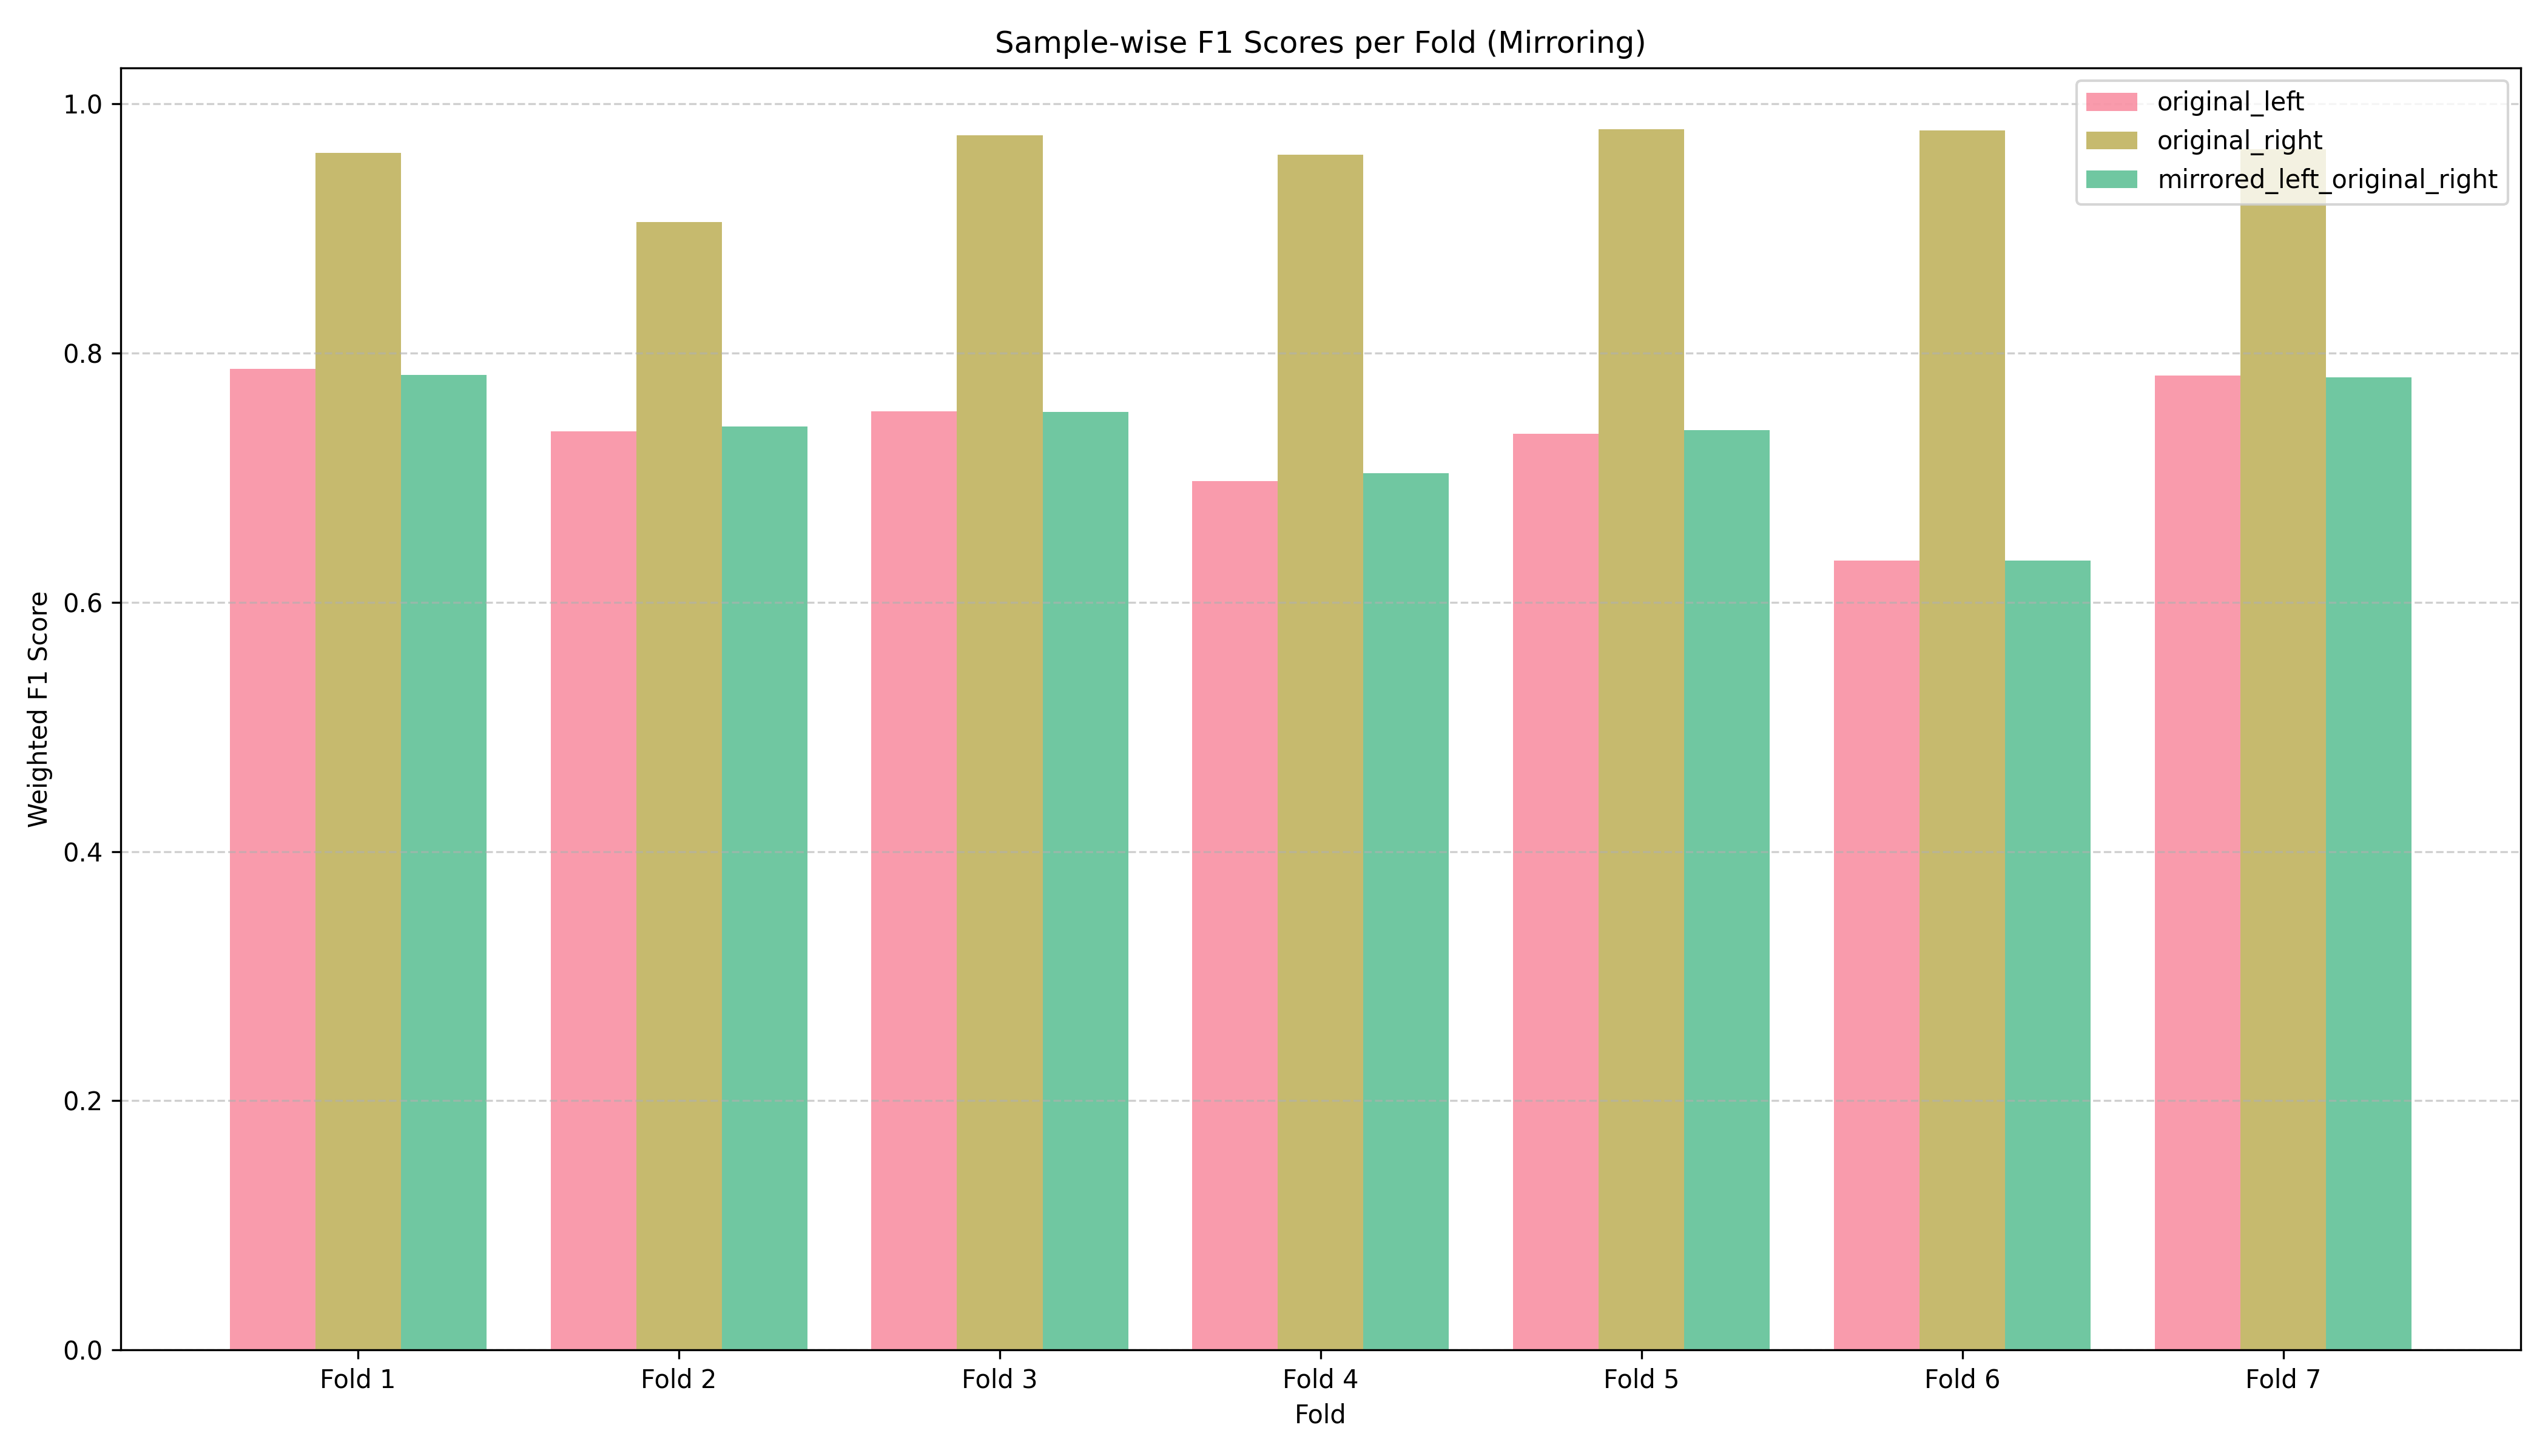 Sample-wise F1 Scores per Fold (Mirroring)
original_left
original_right
mirrored_left_original_right
Weighted F1 Score
1.0
0.8
0.6
0.4
0.2
0.0
Fold 1
Fold 2
Fold 3
Fold 4
Fold 5
Fold 6
Fold 7
Fold